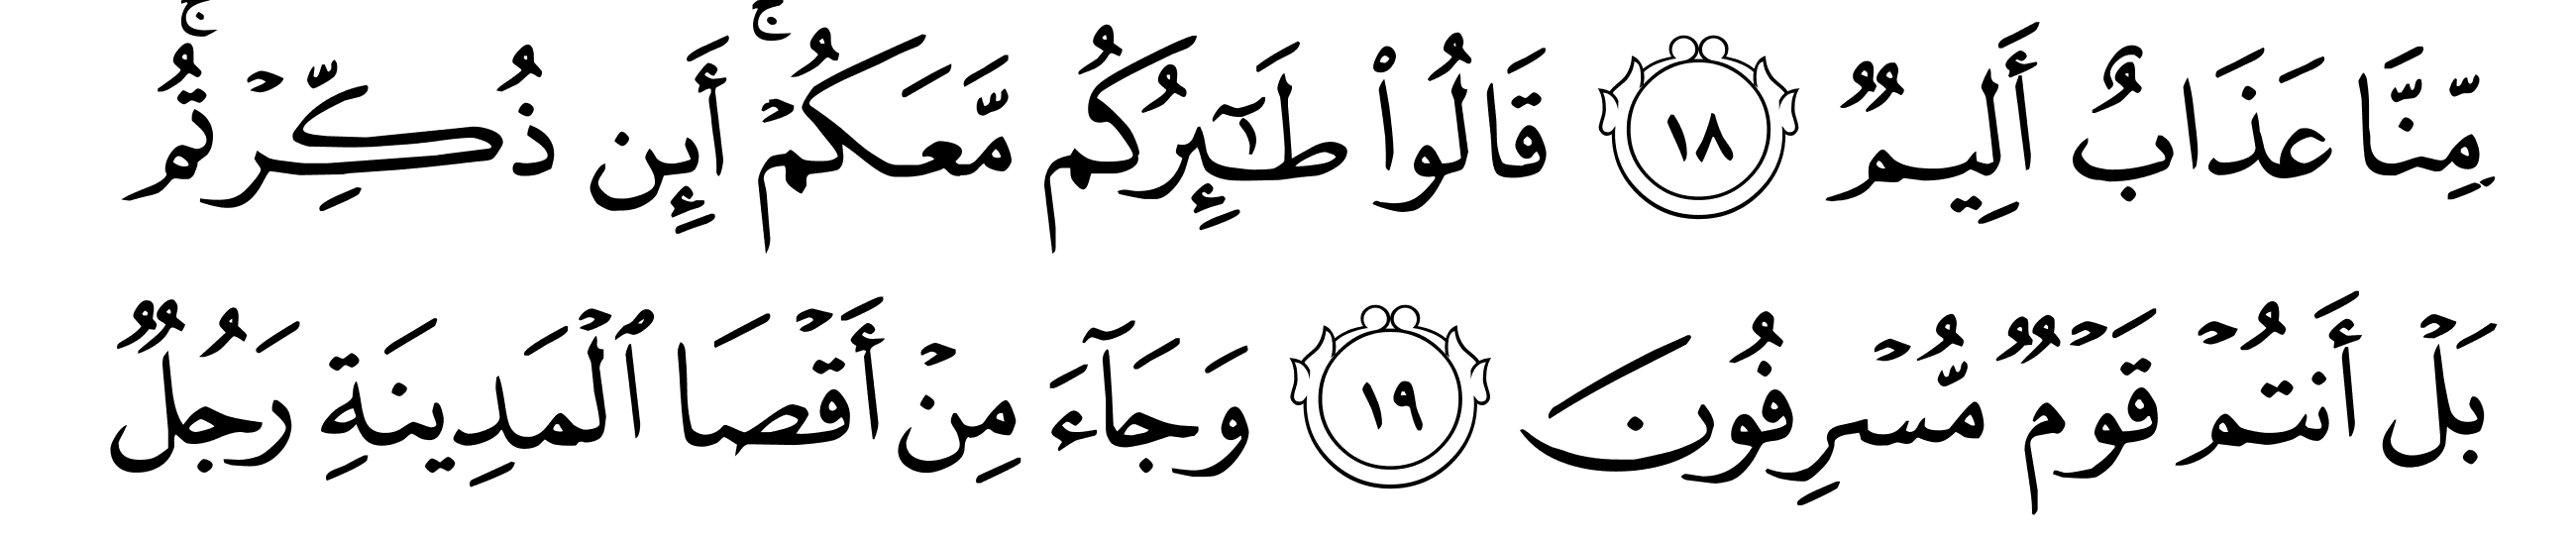 مِّنَّا عَذَابٌ أَلِيمٞ ١٨ قَالُواْ طَٰٓئِرُكُم مَّعَكُمۡۚ أَئِن ذُكِّرۡتُمۚ
بَلۡ أَنتُمۡ قَوۡمٞ مُّسۡرِفُونَ ١٩ وَجَآءَ مِنۡ أَقۡصَا ٱلۡمَدِينَةِ رَجُلٞ